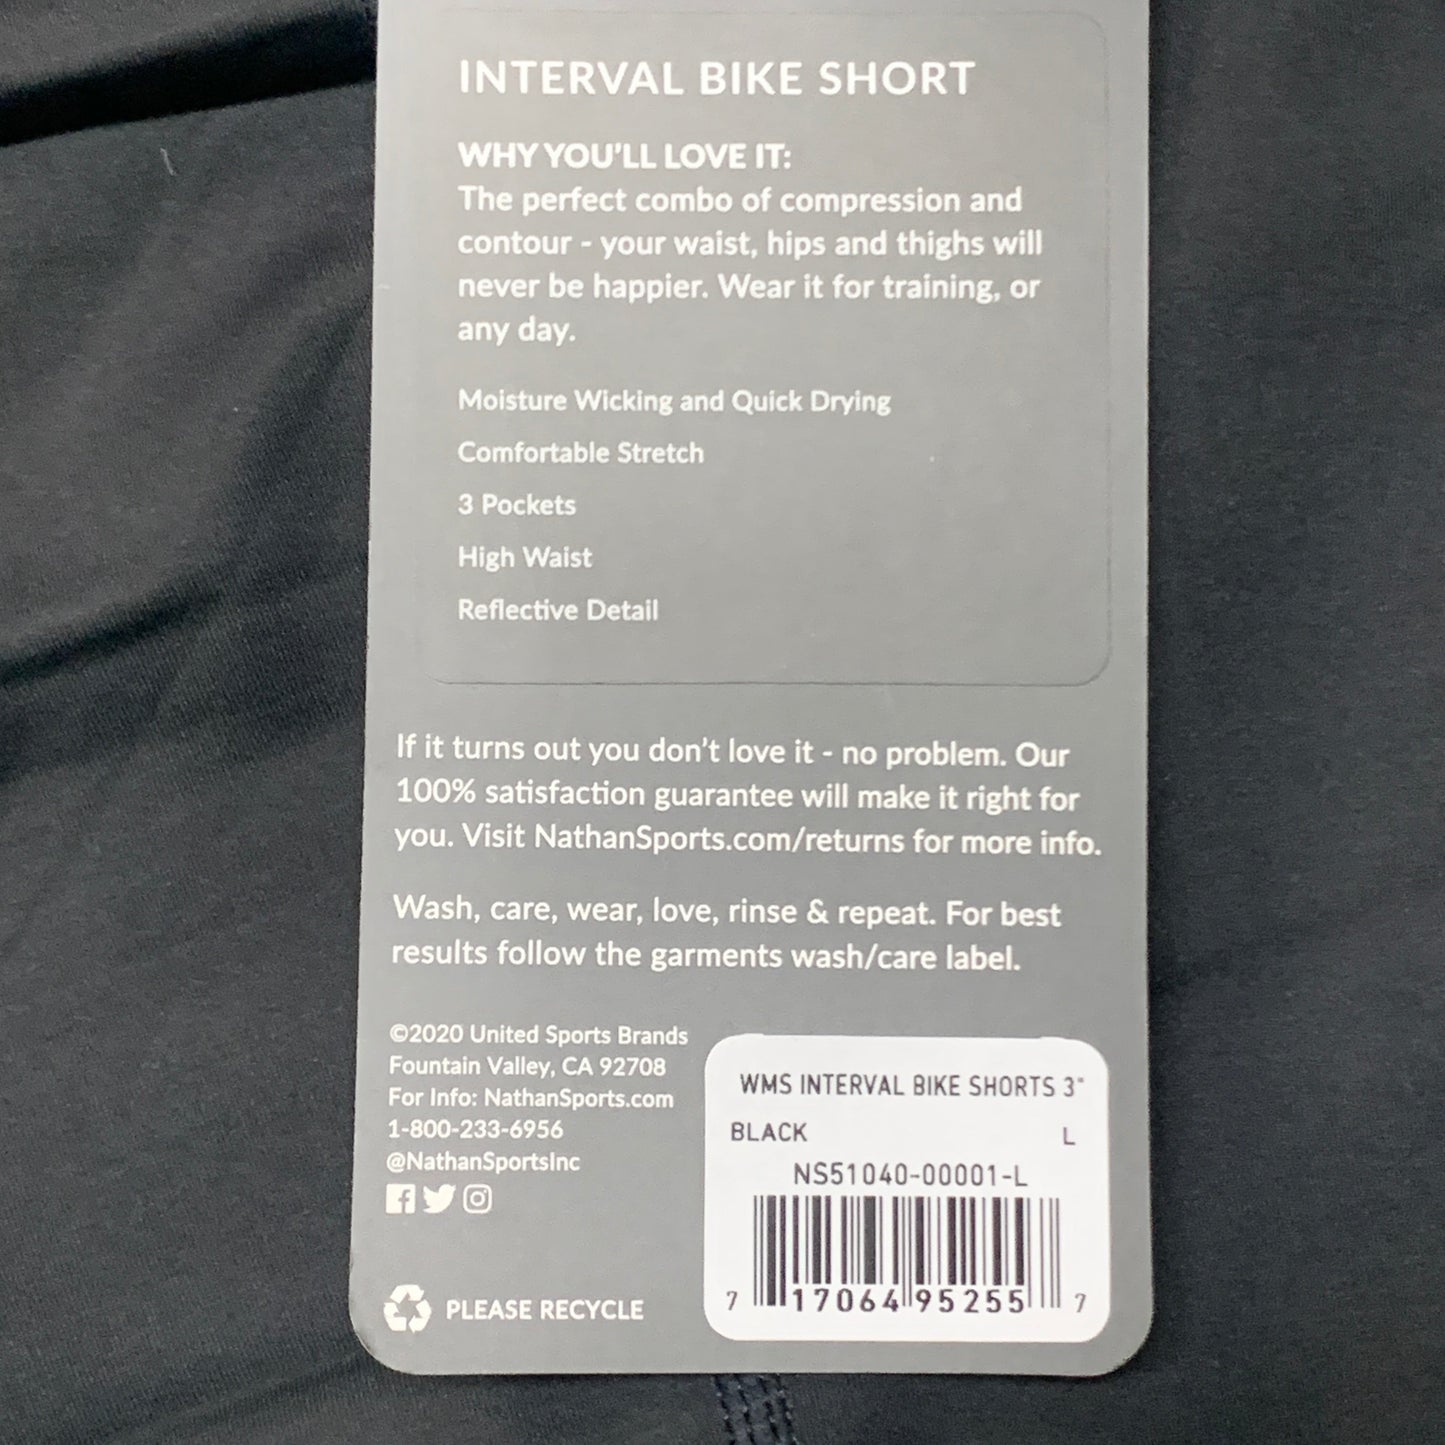 INTERVAL BIKE SHORT
WHY YOU'LL LOVE IT:
The perfect combo of compression and
contour - your waist, hips and thighs will
never be happier. Wear it for training, or
any day.
Moisture Wicking and Quick Drying
Comfortable Stretch
3 Pockets
High Waist
Reflective Detail
If it turns out you don't love it - no problem. Our
100% satisfaction guarantee will make it right for
you. Visit NathanSports.com/returns for more info.
Wash, care, wear, love, rinse & repeat. For best
results follow the garments wash/care label.
©2020 United Sports Brands
Fountain Valley, CA 92708
For Info: NathanSports.com
1-800-233-6956
@NathanSportsInc
PLEASE RECYCLE
WMS INTERVAL BIKE SHORTS 3"
BLACK L
NS51040-00001-L
7 17064 95255 7